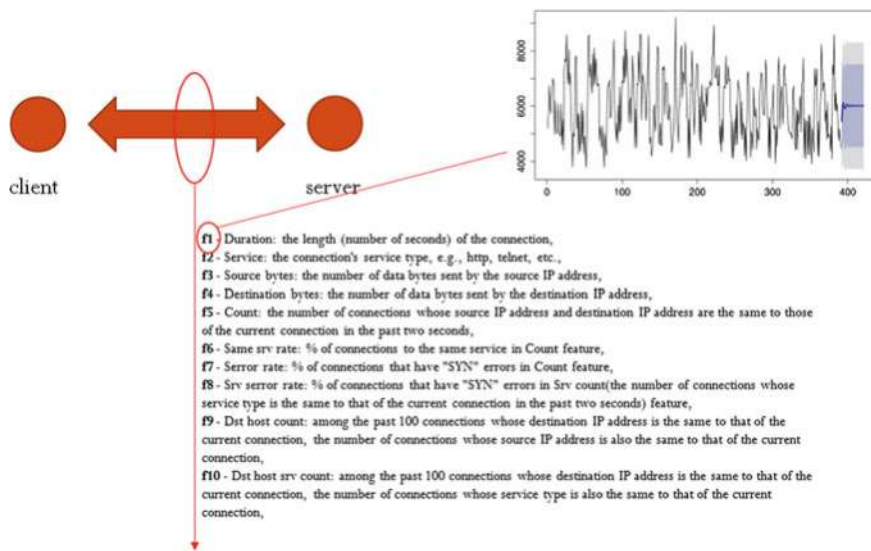 8000
6000
4000
0 100 200 300 400
client
server
f1 - Duration: the length (number of seconds) of the connection,
f2 - Service: the connection's service type, e.g., http, telnet, etc.,
f3 - Source bytes: the number of data bytes sent by the source IP address,
f4 - Destination bytes: the number of data bytes sent by the destination IP address,
f5 - Count: the number of connections whose source IP address and destination IP address are the same to those
of the current connection in the past two seconds,
f6 - Same srv rate: % of connections to the same service in Count feature,
f7 - Serror rate: % of connections that have "SYN" errors in Count feature,
f8 - Srv serror rate: % of connections that have "SYN" errors in Srv count(the number of connections whose
service type is the same to that of the current connection in the past two seconds) feature,
f9 - Dst host count: among the past 100 connections whose destination IP address is the same to that of the
current connection, the number of connections whose source IP address is also the same to that of the current
connection,
f10 - Dst host srv count: among the past 100 connections whose destination IP address is the same to that of the
current connection, the number of connections whose service type is also the same to that of the current
connection,